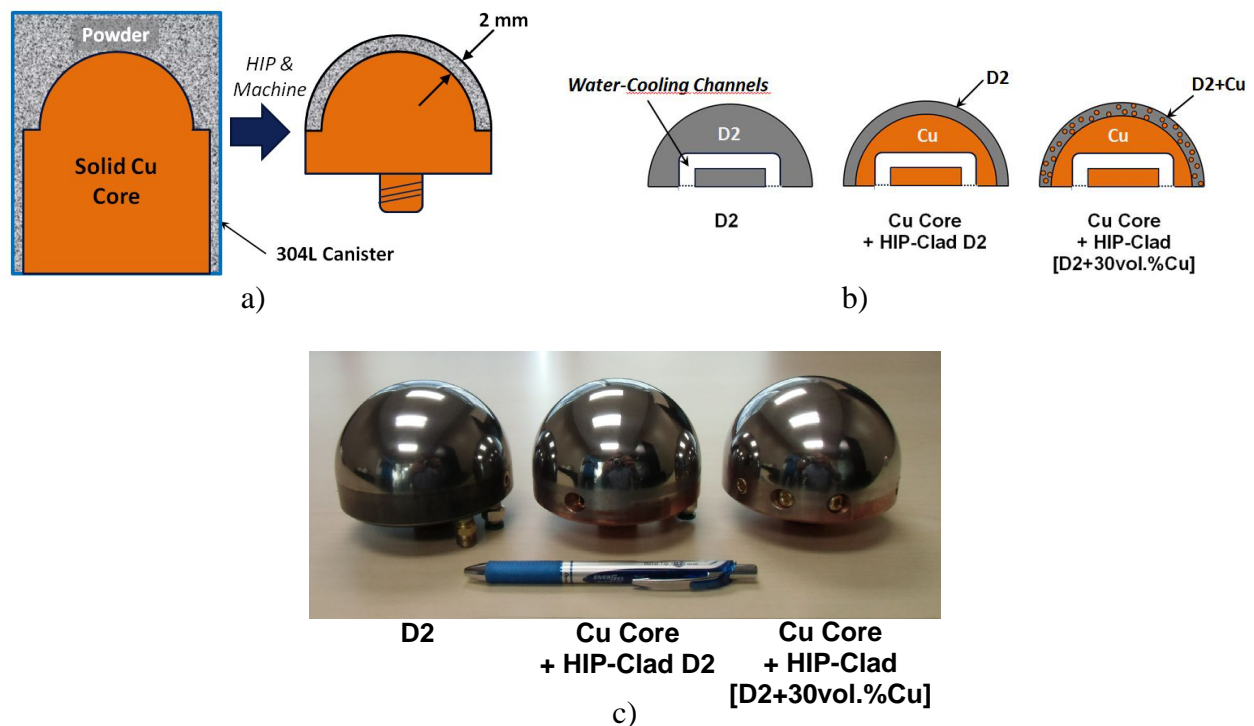 Powder
Solid Cu
Core
HIP &
Machine
2 mm
304L Canister
a)
Water-Cooling Channels
D2
D2
D2
Cu
Cu Core
+ HIP-Clad D2
D2+Cu
Cu
Cu Core
+ HIP-Clad
[D2+30vol.%Cu]
b)
D2
Cu Core
+ HIP-Clad D2
Cu Core
+ HIP-Clad
[D2+30vol.%Cu]
c)